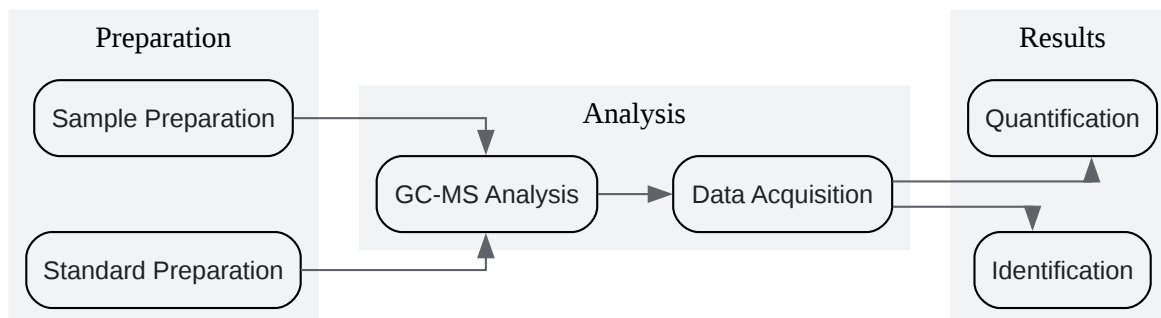 Preparation
Sample Preparation
Standard Preparation
Analysis
GC-MS Analysis
Data Acquisition
Results
Quantification
Identification